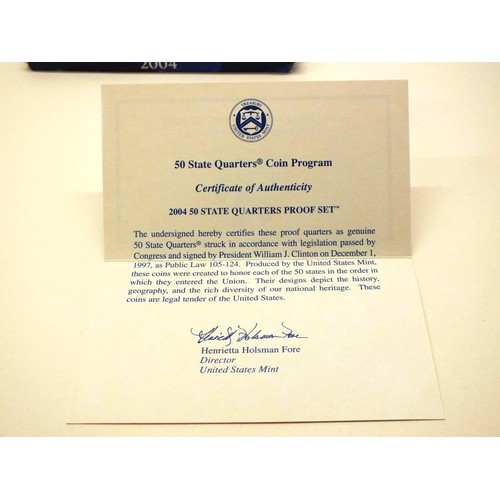 2004
TREASURY
UNITED STATES MINT
50 State Quarters® Coin Program
Certificate of Authenticity
2004 50 STATE QUARTERS PROOF SET™
The undersigned hereby certifies these proof quarters as genuine
50 State Quarters® struck in accordance with legislation passed by
Congress and signed by President William J. Clinton on December 1,
1997, as Public Law 105-124. Produced by the United States Mint,
these coins were created to honor each of the 50 states in the order in
which they entered the Union. Their designs depict the history,
geography, and the rich diversity of our national heritage. These
coins are legal tender of the United States.
Henrietta Holsman Fore
Henrietta Holsman Fore
Director
United States Mint